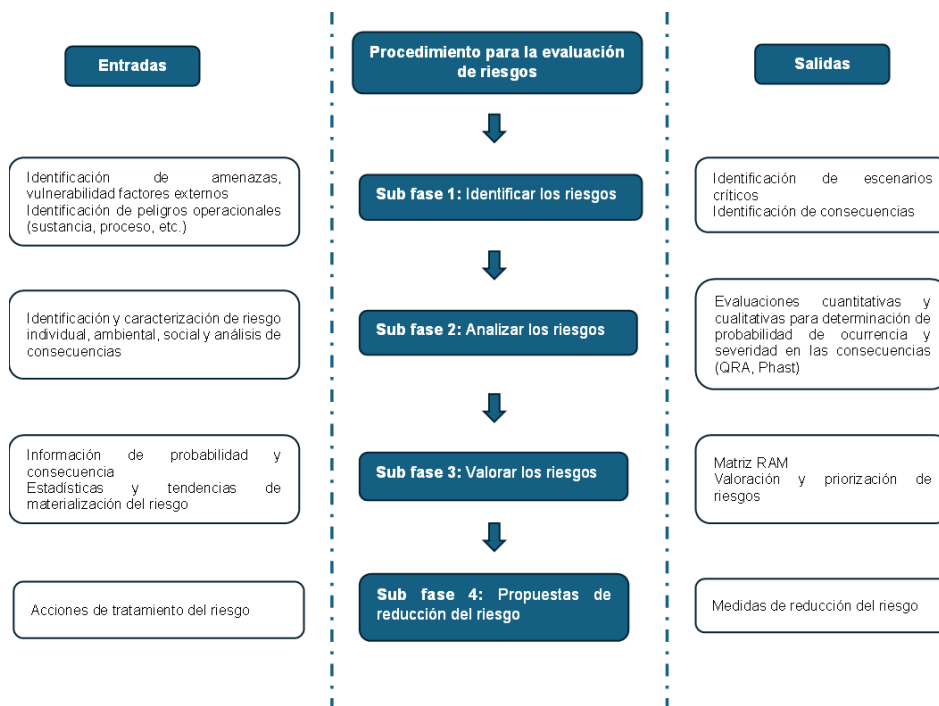 Entradas
Procedimiento para la evaluación
de riesgos
Salidas
Identificación de amenazas,
vulnerabilidad factores externos
Identificación de peligros operacionales
(sustancia, proceso, etc.)
Sub fase 1: Identificar los riesgos
Identificación de escenarios
críticos
Identificación de consecuencias
Identificación y caracterización de riesgo
individual, ambiental, social y análisis de
consecuencias
Sub fase 2: Analizar los riesgos
Evaluaciones cuantitativas y
cualitativas para determinación de
probabilidad de ocurrencia y
severidad en las consecuencias
(QRA, Phast)
Información de probabilidad y
consecuencia
Estadísticas y tendencias de
materialización del riesgo
Sub fase 3: Valorar los riesgos
Matriz RAM
Valoración y priorización de
riesgos
Acciones de tratamiento del riesgo
Sub fase 4: Propuestas de
reducción del riesgo
Medidas de reducción del riesgo